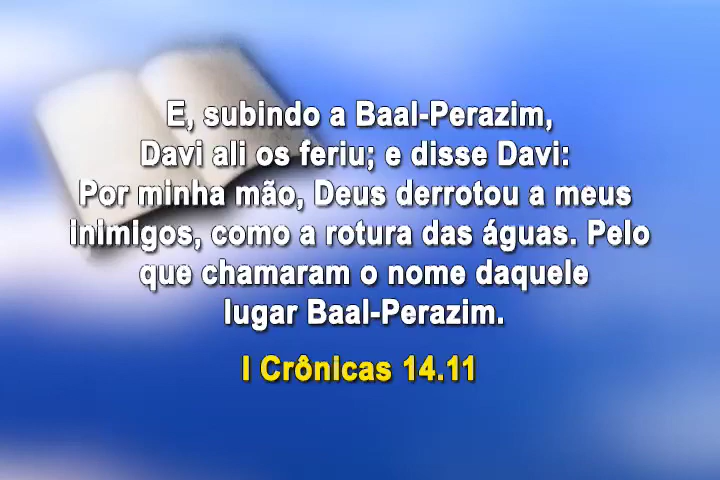 E, subindo a Baal-Perazim,
Davi ali os feriu; e disse Davi:
Por minha mão, Deus derrotou a meus
inimigos, como a rotura das águas. Pelo
que chamaram o nome daquele
lugar Baal-Perazim.
I Crônicas 14.11